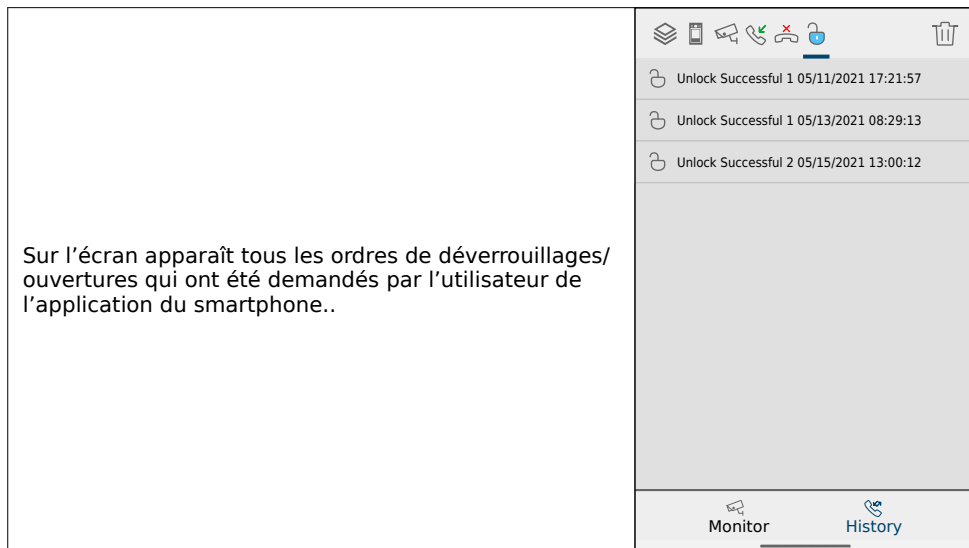 Sur l’écran apparaît tous les ordres de déverrouillages/
ouvertures qui ont été demandés par l’utilisateur de
l’application du smartphone..
Unlock Successful 1 05/11/2021 17:21:57
Unlock Successful 1 05/13/2021 08:29:13
Unlock Successful 2 05/15/2021 13:00:12
Monitor
History